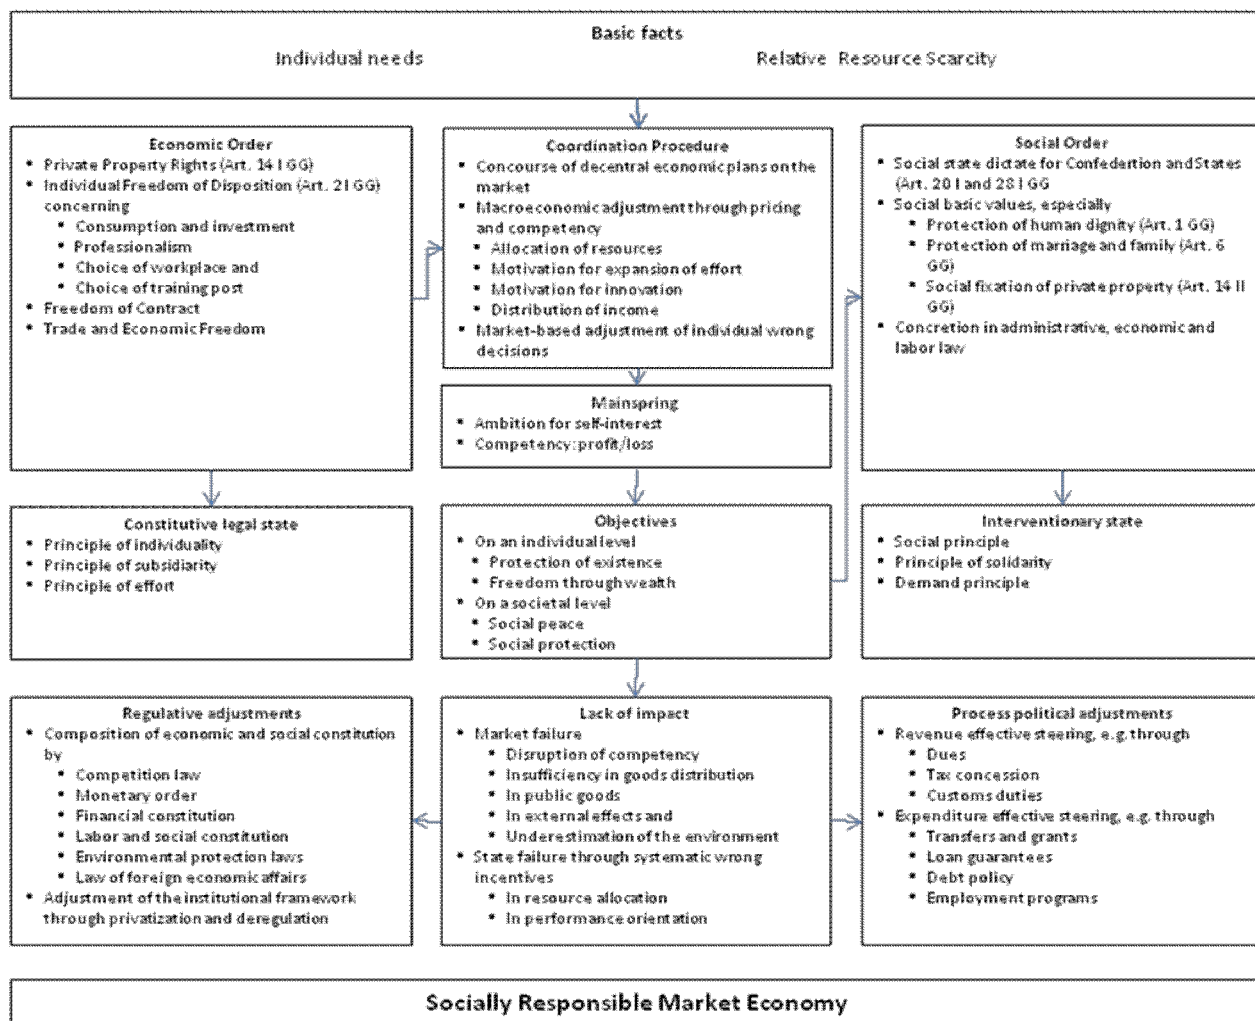 Basic facts
Individual needs Relative Resource Scarcity
Economic Order
▪ Private Property Rights (Art. 14 I GG)
▪ Individual Freedom of Disposition (Art. 2 I GG)
concerning
▪ Consumption and investment
▪ Professionalism
▪ Choice of workplace and
▪ Choice of training post
▪ Freedom of Contract
▪ Trade and Economic Freedom
Coordination Procedure
▪ Concourse of decentral economic plans on the
market
▪ Macroeconomic adjustment through pricing
and competency
▪ Allocation of resources
▪ Motivation for expansion of effort
▪ Motivation for innovation
▪ Distribution of income
▪ Market-based adjustment of individual wrong
decisions
Social Order
▪ Social state dictate for Confedertion and States
(Art. 20 I and 28 I GG
▪ Social basic values, especially
▪ Protection of human dignity (Art. 1 GG)
▪ Protection of marriage and family (Art. 6
GG)
▪ Social fixation of private property (Art. 14 II
GG)
▪ Concretion in administrative, economic and
labor law
Mainspring
▪ Ambition for self-interest
▪ Competency: profit/loss
Constitutive legal state
▪ Principle of individuality
▪ Principle of subsidiarity
▪ Principle of effort
Objectives
▪ On an individual level
▪ Protection of existence
▪ Freedom through wealth
▪ On a societal level
▪ Social peace
▪ Social protection
Interventionary state
▪ Social principle
▪ Principle of solidarity
▪ Demand principle
Regulative adjustments
▪ Composition of economic and social constitution
by
▪ Competition law
▪ Monetary order
▪ Financial constitution
▪ Labor and social constitution
▪ Environmental protection laws
▪ Law of foreign economic affairs
▪ Adjustment of the institutional framework
through privatization and deregulation
Lack of impact
▪ Market failure
▪ Disruption of competency
▪ Insufficiency in goods distribution
▪ In public goods
▪ In external effects and
▪ Underestimation of the environment
▪ State failure through systematic wrong
incentives
▪ In resource allocation
▪ In performance orientation
Process political adjustments
▪ Revenue effective steering, e.g. through
▪ Dues
▪ Tax concession
▪ Customs duties
▪ Expenditure effective steering, e.g. through
▪ Transfers and grants
▪ Loan guarantees
▪ Debt policy
▪ Employment programs
Socially Responsible Market Economy